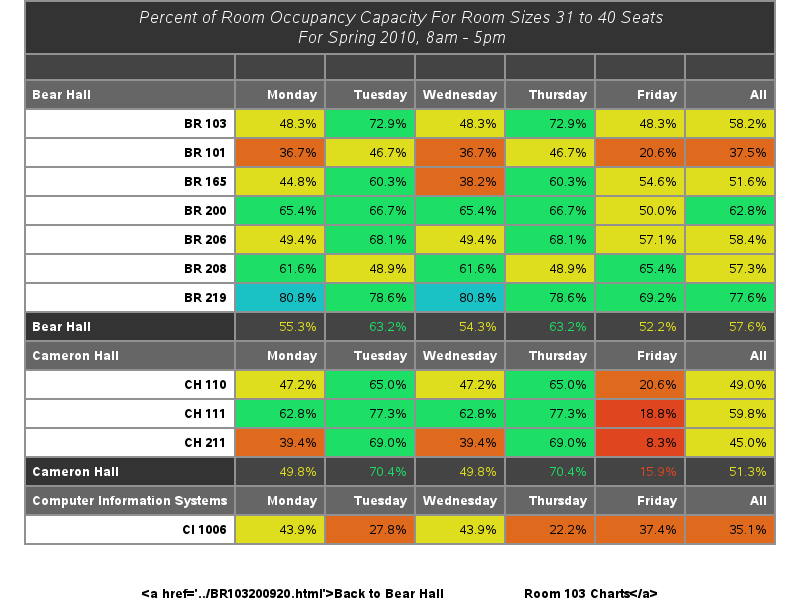 Percent of Room Occupancy Capacity For Room Sizes 31 to 40 Seats
For Spring 2010, 8am - 5pm
Bear Hall Monday Tuesday Wednesday Thursday Friday All
BR 103 48.3% 72.9% 48.3% 72.9% 48.3% 58.2%
BR 101 36.7% 46.7% 36.7% 46.7% 20.6% 37.5%
BR 165 44.8% 60.3% 38.2% 60.3% 54.6% 51.6%
BR 200 65.4% 66.7% 65.4% 66.7% 50.0% 62.8%
BR 206 49.4% 68.1% 49.4% 68.1% 57.1% 58.4%
BR 208 61.6% 48.9% 61.6% 48.9% 65.4% 57.3%
BR 219 80.8% 78.6% 80.8% 78.6% 69.2% 77.6%
Bear Hall 55.3% 63.2% 54.3% 63.2% 52.2% 57.6%
Cameron Hall Monday Tuesday Wednesday Thursday Friday All
CH 110 47.2% 65.0% 47.2% 65.0% 20.6% 49.0%
CH 111 62.8% 77.3% 62.8% 77.3% 18.8% 59.8%
CH 211 39.4% 69.0% 39.4% 69.0% 8.3% 45.0%
Cameron Hall 49.8% 70.4% 49.8% 70.4% 15.9% 51.3%
Computer Information Systems Monday Tuesday Wednesday Thursday Friday All
CI 1006 43.9% 27.8% 43.9% 22.2% 37.4% 35.1%
<a href='../BR103200920.html'>Back to Bear Hall Room 103 Charts</a>